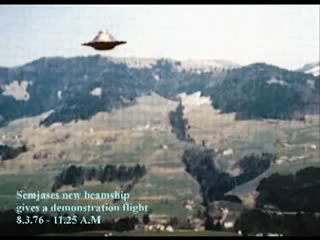 Semjases new beamship
gives a demonstration flight
8.3.76 - 11.25 A.M